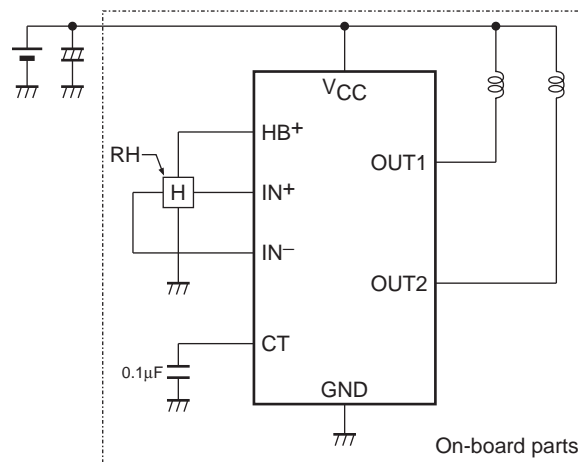 VCC
HB+
RH
OUT1
H
IN+
IN−
OUT2
CT
0.1μF
GND
On-board parts